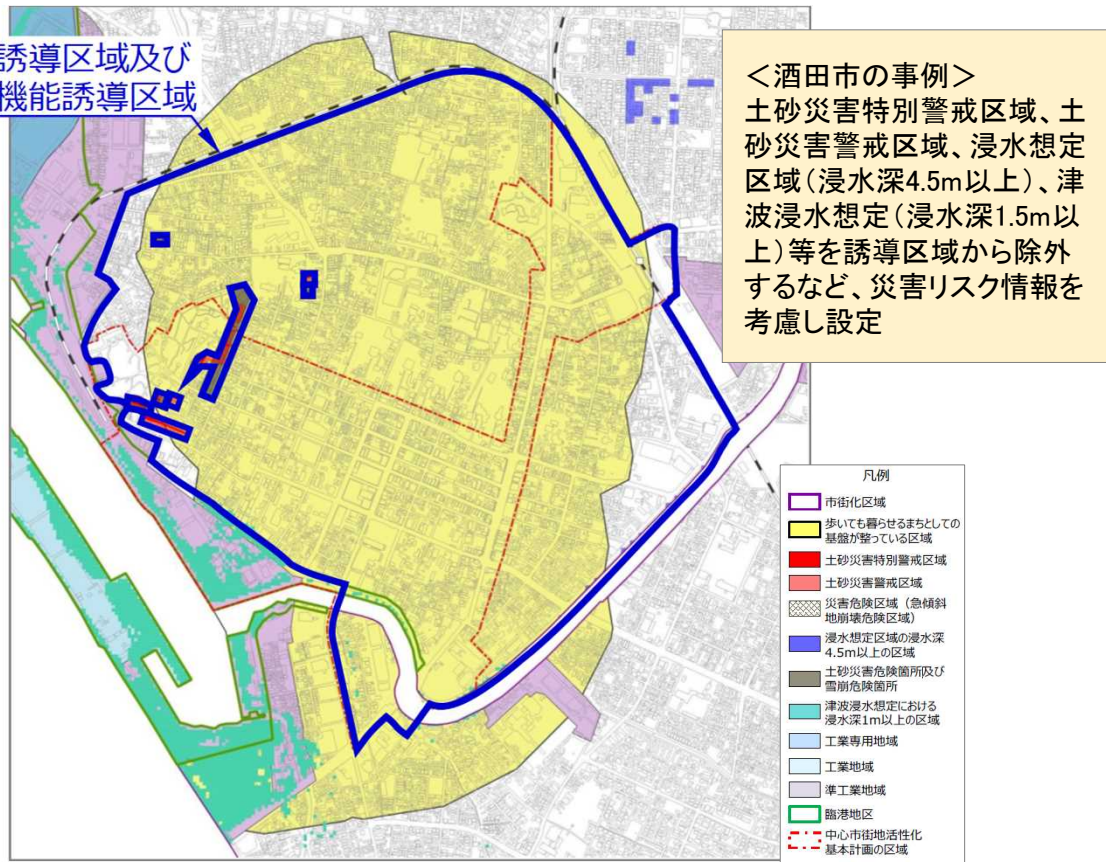 誘導区域及び
機能誘導区域
＜酒田市の事例＞
土砂災害特別警戒区域、土
砂災害警戒区域、浸水想定
区域（浸水深4.5m以上）、津
波浸水想定（浸水深1.5m以
上）等を誘導区域から除外
するなど、災害リスク情報を
考慮し設定
凡例
市街化区域
歩いても暮らせるまちとしての
基盤が整っている区域
土砂災害特別警戒区域
土砂災害警戒区域
災害危険区域（急傾斜
地崩壊危険区域）
浸水想定区域の浸水深
4.5m以上の区域
土砂災害危険箇所及び
雪崩危険箇所
津波浸水想定における
浸水深1m以上の区域
工業専用地域
工業地域
準工業地域
臨港地区
中心市街地活性化
基本計画の区域